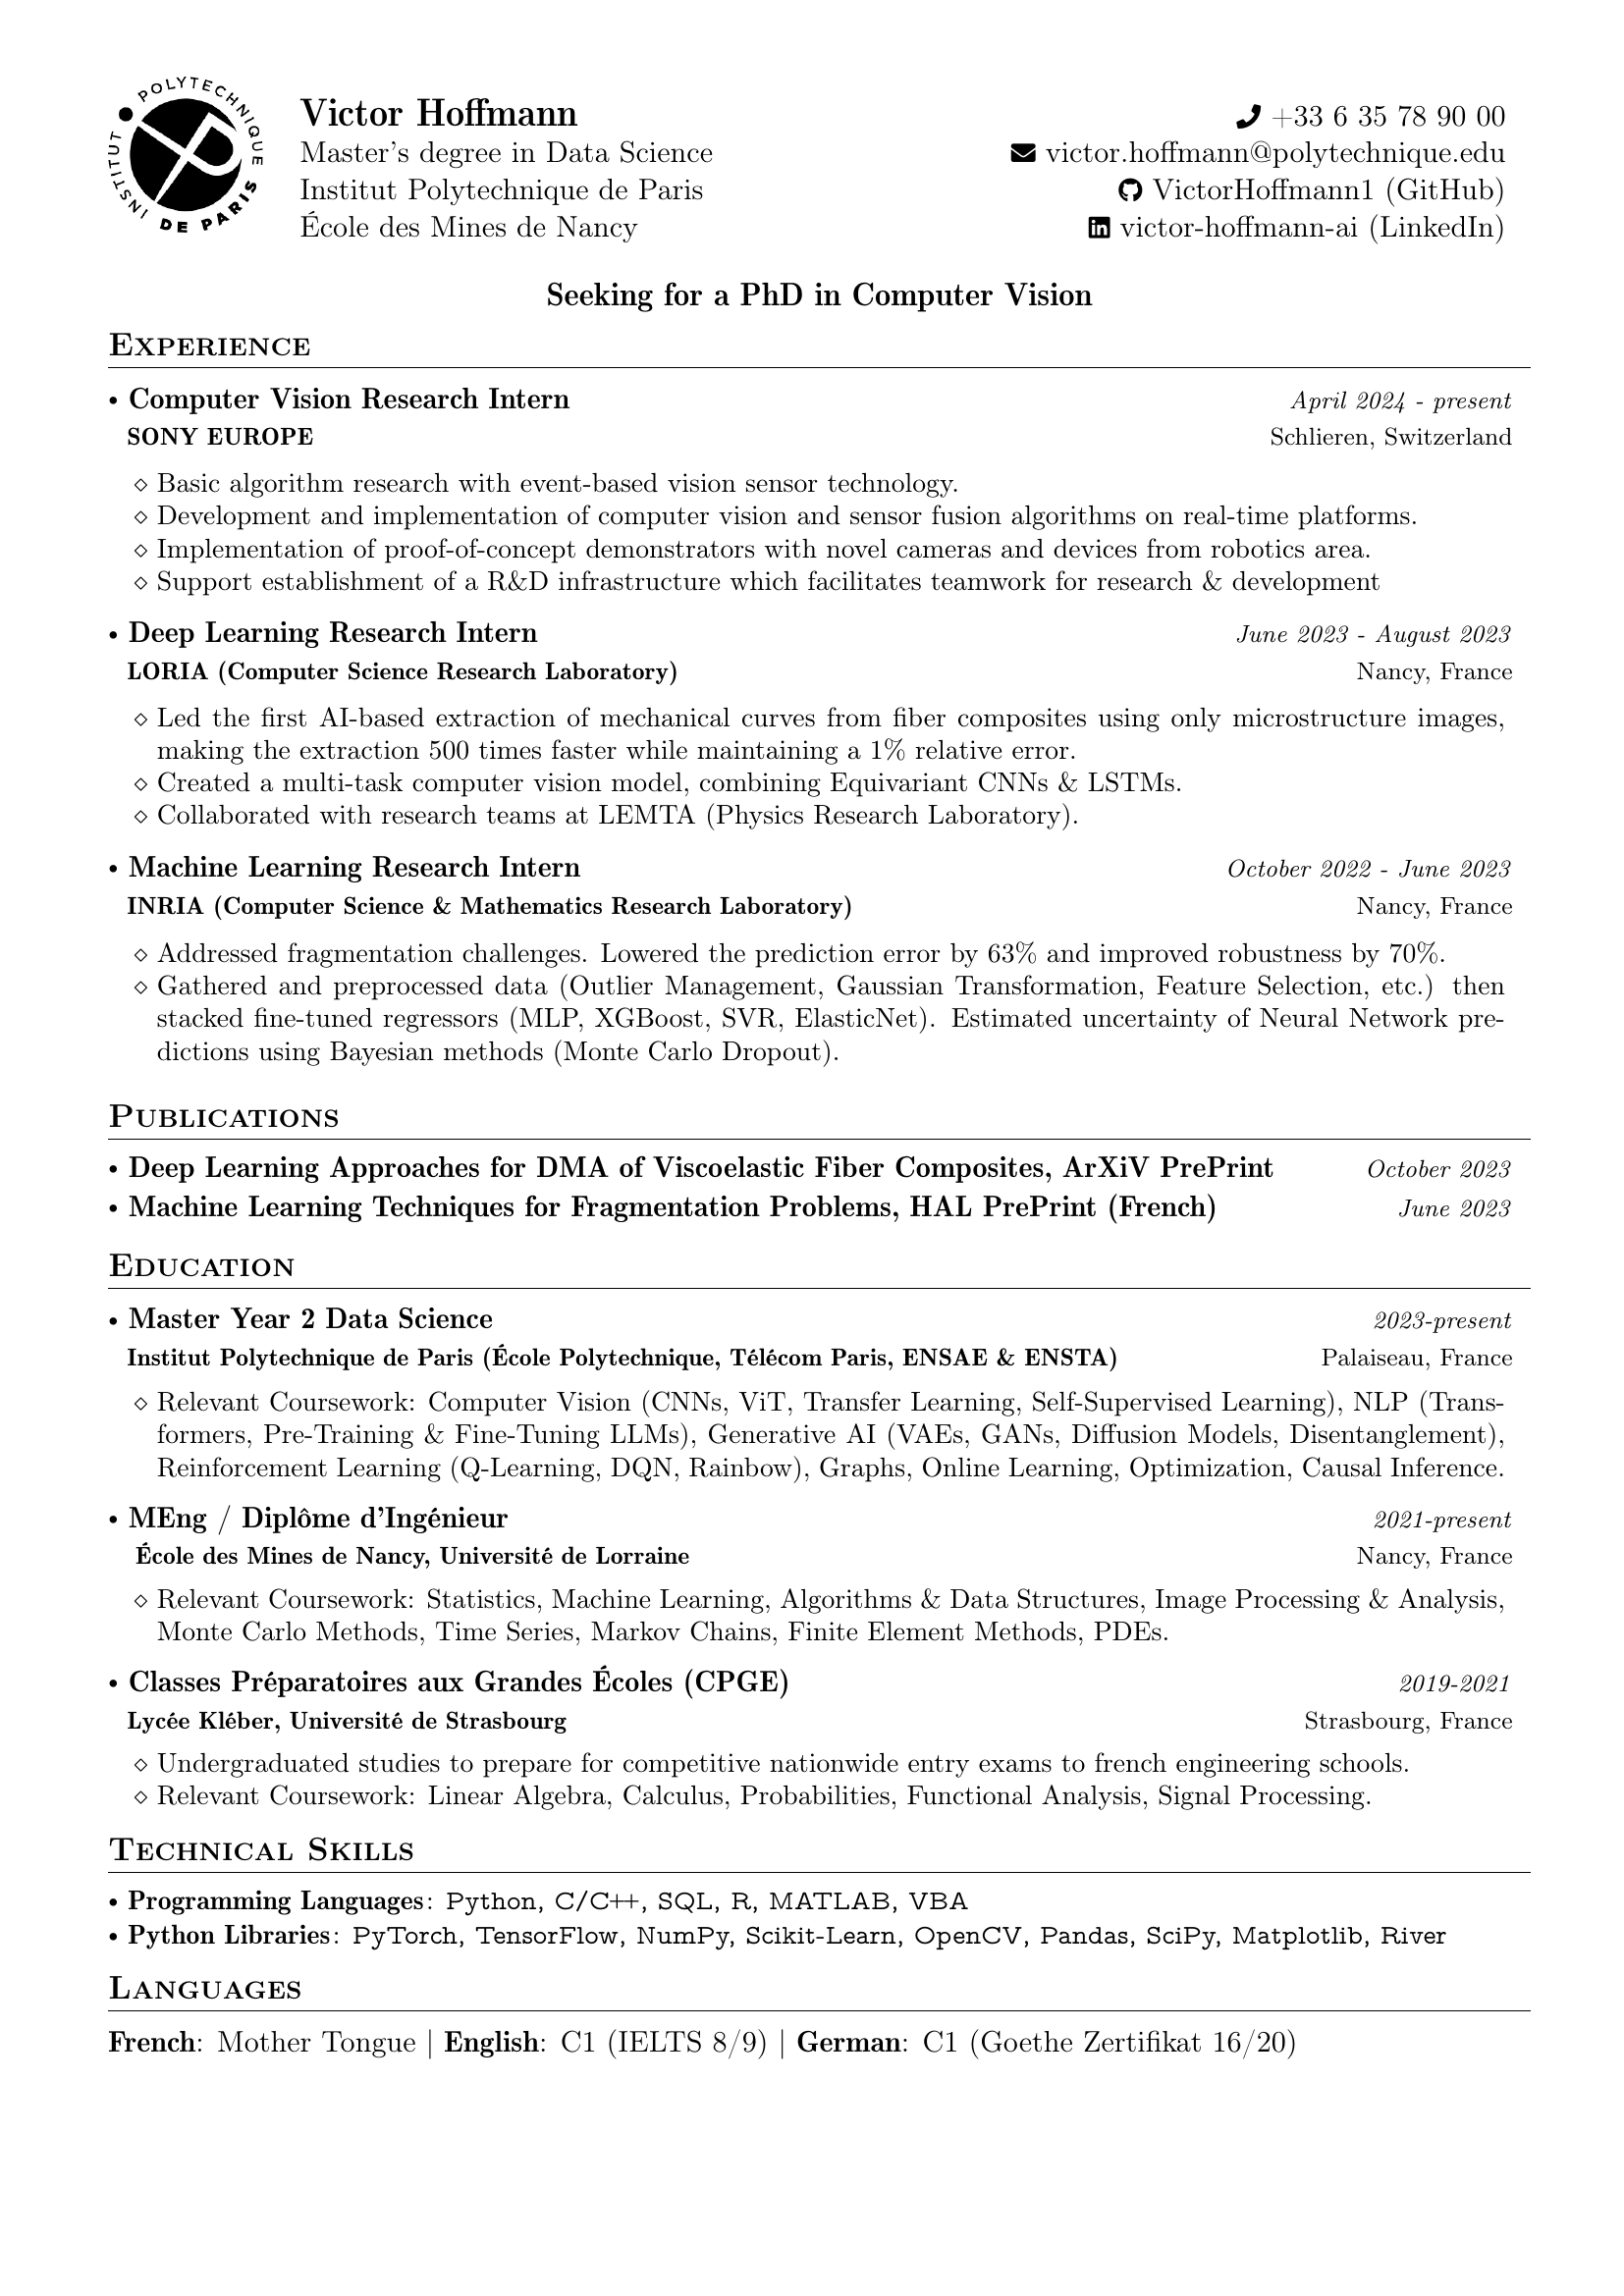 INSTITUT POLYTECHNIQUE DE PARIS
Victor Hoffmann
Master's degree in Data Science
Institut Polytechnique de Paris
École des Mines de Nancy
+33 6 35 78 90 00
victor.hoffmann@polytechnique.edu
VictorHoffmann1 (GitHub)
victor-hoffmann-ai (LinkedIn)
Seeking for a PhD in Computer Vision
Experience
• Computer Vision Research Intern April 2024 - present
SONY EUROPE Schlieren, Switzerland
⋄ Basic algorithm research with event-based vision sensor technology.
⋄ Development and implementation of computer vision and sensor fusion algorithms on real-time platforms.
⋄ Implementation of proof-of-concept demonstrators with novel cameras and devices from robotics area.
⋄ Support establishment of a R&D infrastructure which facilitates teamwork for research & development
• Deep Learning Research Intern June 2023 - August 2023
LORIA (Computer Science Research Laboratory) Nancy, France
⋄ Led the first AI-based extraction of mechanical curves from fiber composites using only microstructure images,
making the extraction 500 times faster while maintaining a 1% relative error.
⋄ Created a multi-task computer vision model, combining Equivariant CNNs & LSTMs.
⋄ Collaborated with research teams at LEMTA (Physics Research Laboratory).
• Machine Learning Research Intern October 2022 - June 2023
INRIA (Computer Science & Mathematics Research Laboratory) Nancy, France
⋄ Addressed fragmentation challenges. Lowered the prediction error by 63% and improved robustness by 70%.
⋄ Gathered and preprocessed data (Outlier Management, Gaussian Transformation, Feature Selection, etc.) then
stacked fine-tuned regressors (MLP, XGBoost, SVR, ElasticNet). Estimated uncertainty of Neural Network pre-
dictions using Bayesian methods (Monte Carlo Dropout).
Publications
• Deep Learning Approaches for DMA of Viscoelastic Fiber Composites, ArXiV PrePrint October 2023
• Machine Learning Techniques for Fragmentation Problems, HAL PrePrint (French) June 2023
Education
• Master Year 2 Data Science 2023-present
Institut Polytechnique de Paris (École Polytechnique, Télécom Paris, ENSAE & ENSTA) Palaiseau, France
⋄ Relevant Coursework: Computer Vision (CNNs, ViT, Transfer Learning, Self-Supervised Learning), NLP (Trans-
formers, Pre-Training & Fine-Tuning LLMs), Generative AI (VAEs, GANs, Diffusion Models, Disentanglement),
Reinforcement Learning (Q-Learning, DQN, Rainbow), Graphs, Online Learning, Optimization, Causal Inference.
• MEng / Diplôme d'Ingénieur 2021-present
École des Mines de Nancy, Université de Lorraine Nancy, France
⋄ Relevant Coursework: Statistics, Machine Learning, Algorithms & Data Structures, Image Processing & Analysis,
Monte Carlo Methods, Time Series, Markov Chains, Finite Element Methods, PDEs.
• Classes Préparatoires aux Grandes Écoles (CPGE) 2019-2021
Lycée Kléber, Université de Strasbourg Strasbourg, France
⋄ Undergraduated studies to prepare for competitive nationwide entry exams to french engineering schools.
⋄ Relevant Coursework: Linear Algebra, Calculus, Probabilities, Functional Analysis, Signal Processing.
Technical Skills
• Programming Languages: Python, C/C++, SQL, R, MATLAB, VBA
• Python Libraries: PyTorch, TensorFlow, NumPy, Scikit-Learn, OpenCV, Pandas, SciPy, Matplotlib, River
Languages
French: Mother Tongue | English: C1 (IELTS 8/9) | German: C1 (Goethe Zertifikat 16/20)